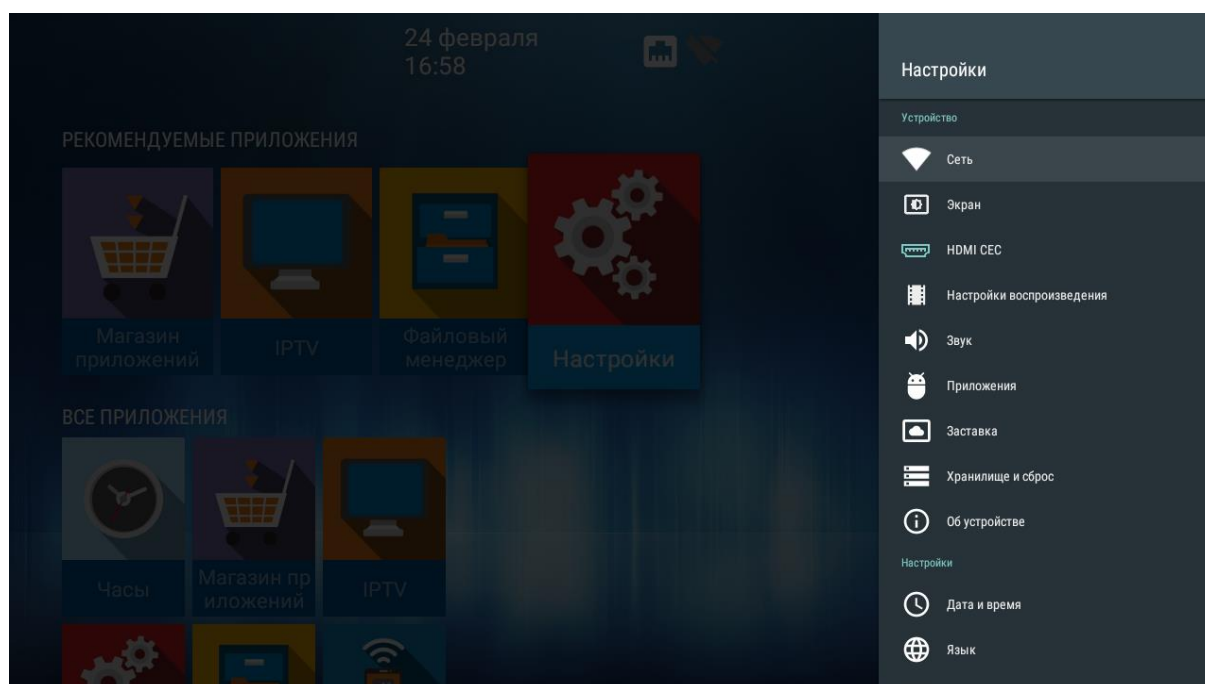 24 февраля
16:58
РЕКОМЕНДУЕМЫЕ ПРИЛОЖЕНИЯ
Магазин
приложений
IPTV
Файловый
менеджер
Настройки
ВСЕ ПРИЛОЖЕНИЯ
Часы
Магазин пр
иложений
IPTV
Настройки
Устройство
Сеть
Экран
HDMI CEC
Настройки воспроизведения
Звук
Приложения
Заставка
Хранилище и сброс
Об устройстве
Настройки
Дата и время
Язык